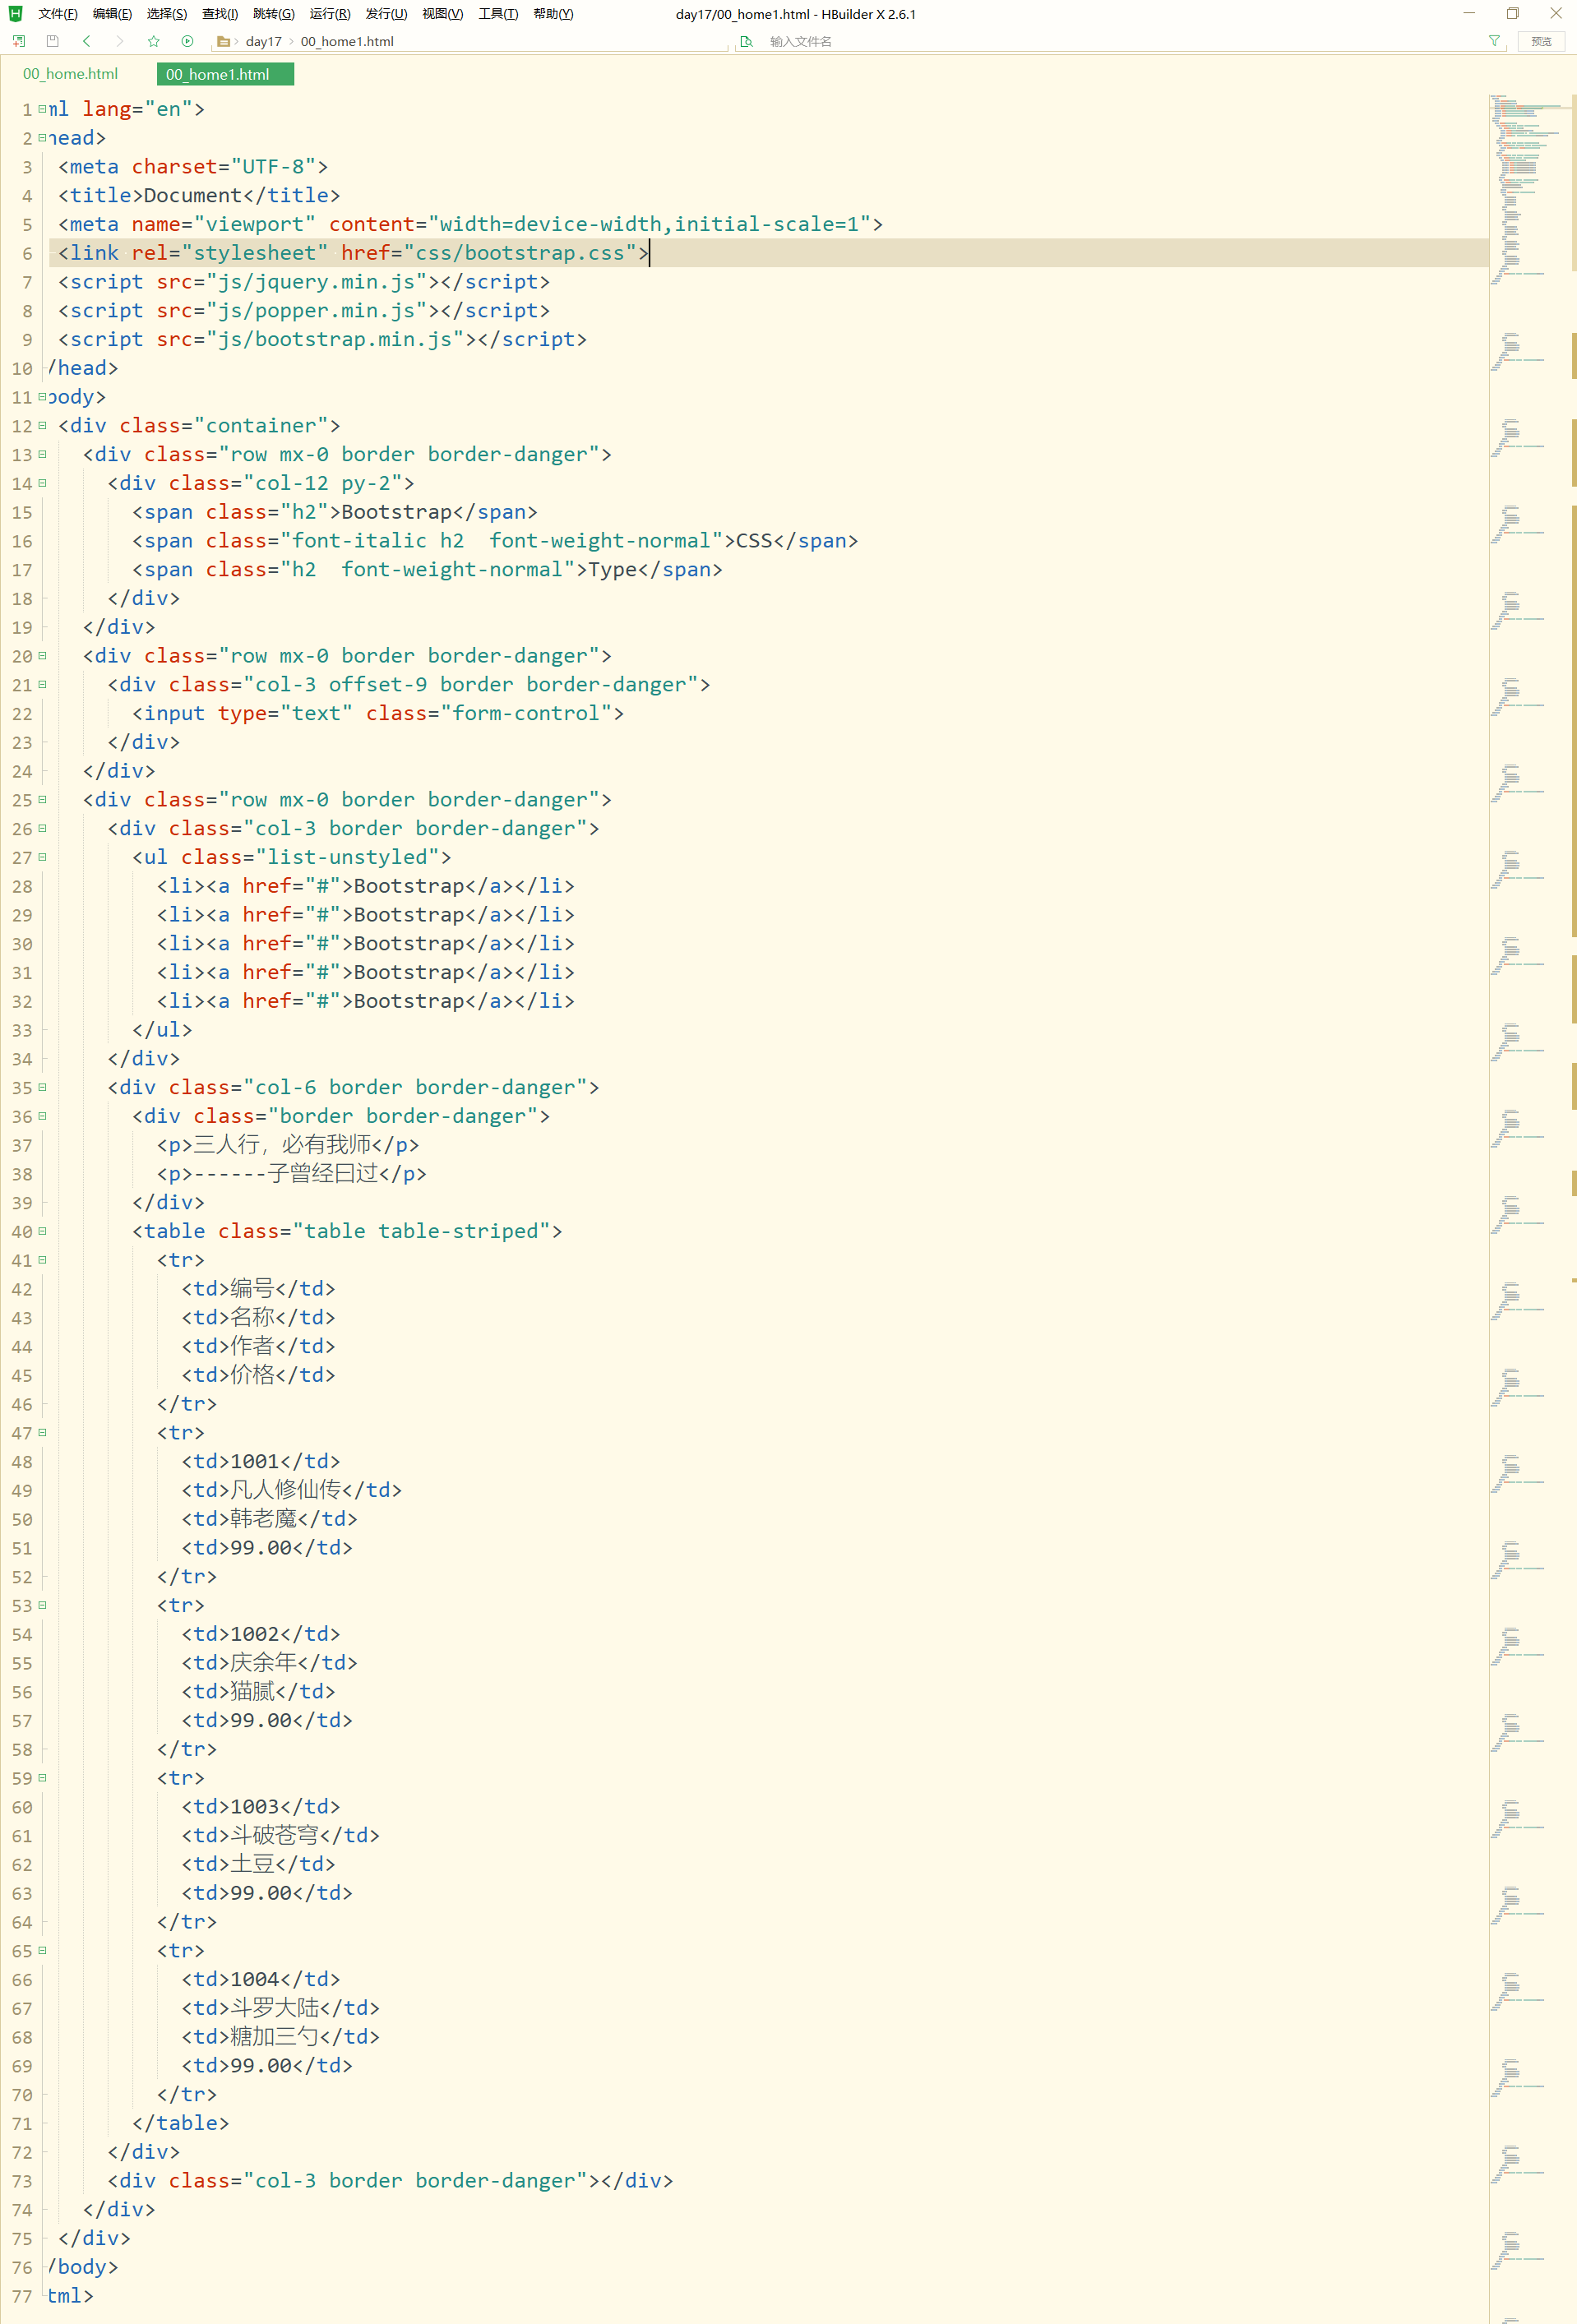 文件(F) 编辑(E) 选择(S) 查找(I) 跳转(G) 运行(R) 发行(U) 视图(V) 工具(T) 帮助(Y) day17/00_home1.html - HBuilder X 2.6.1
day17 00_home1.html 输入文件名 预览
00_home.html 00_home1.html
1 ml lang="en">
2 head>
3 <meta charset="UTF-8">
4 <title>Document</title>
5 <meta name="viewport" content="width=device-width,initial-scale=1">
6 <link rel="stylesheet" href="css/bootstrap.css">
7 <script src="js/jquery.min.js"></script>
8 <script src="js/popper.min.js"></script>
9 <script src="js/bootstrap.min.js"></script>
10 /head>
11 body>
12 <div class="container">
13 <div class="row mx-0 border border-danger">
14 <div class="col-12 py-2">
15 <span class="h2">Bootstrap</span>
16 <span class="font-italic h2  font-weight-normal">CSS</span>
17 <span class="h2  font-weight-normal">Type</span>
18 </div>
19 </div>
20 <div class="row mx-0 border border-danger">
21 <div class="col-3 offset-9 border border-danger">
22 <input type="text" class="form-control">
23 </div>
24 </div>
25 <div class="row mx-0 border border-danger">
26 <div class="col-3 border border-danger">
27 <ul class="list-unstyled">
28 <li><a href="#">Bootstrap</a></li>
29 <li><a href="#">Bootstrap</a></li>
30 <li><a href="#">Bootstrap</a></li>
31 <li><a href="#">Bootstrap</a></li>
32 <li><a href="#">Bootstrap</a></li>
33 </ul>
34 </div>
35 <div class="col-6 border border-danger">
36 <div class="border border-danger">
37 <p>三人行，必有我师</p>
38 <p>------子曾经曰过</p>
39 </div>
40 <table class="table table-striped">
41 <tr>
42 <td>编号</td>
43 <td>名称</td>
44 <td>作者</td>
45 <td>价格</td>
46 </tr>
47 <tr>
48 <td>1001</td>
49 <td>凡人修仙传</td>
50 <td>韩老魔</td>
51 <td>99.00</td>
52 </tr>
53 <tr>
54 <td>1002</td>
55 <td>庆余年</td>
56 <td>猫腻</td>
57 <td>99.00</td>
58 </tr>
59 <tr>
60 <td>1003</td>
61 <td>斗破苍穹</td>
62 <td>土豆</td>
63 <td>99.00</td>
64 </tr>
65 <tr>
66 <td>1004</td>
67 <td>斗罗大陆</td>
68 <td>糖加三勺</td>
69 <td>99.00</td>
70 </tr>
71 </table>
72 </div>
73 <div class="col-3 border border-danger"></div>
74 </div>
75 </div>
76 /body>
77 tml>